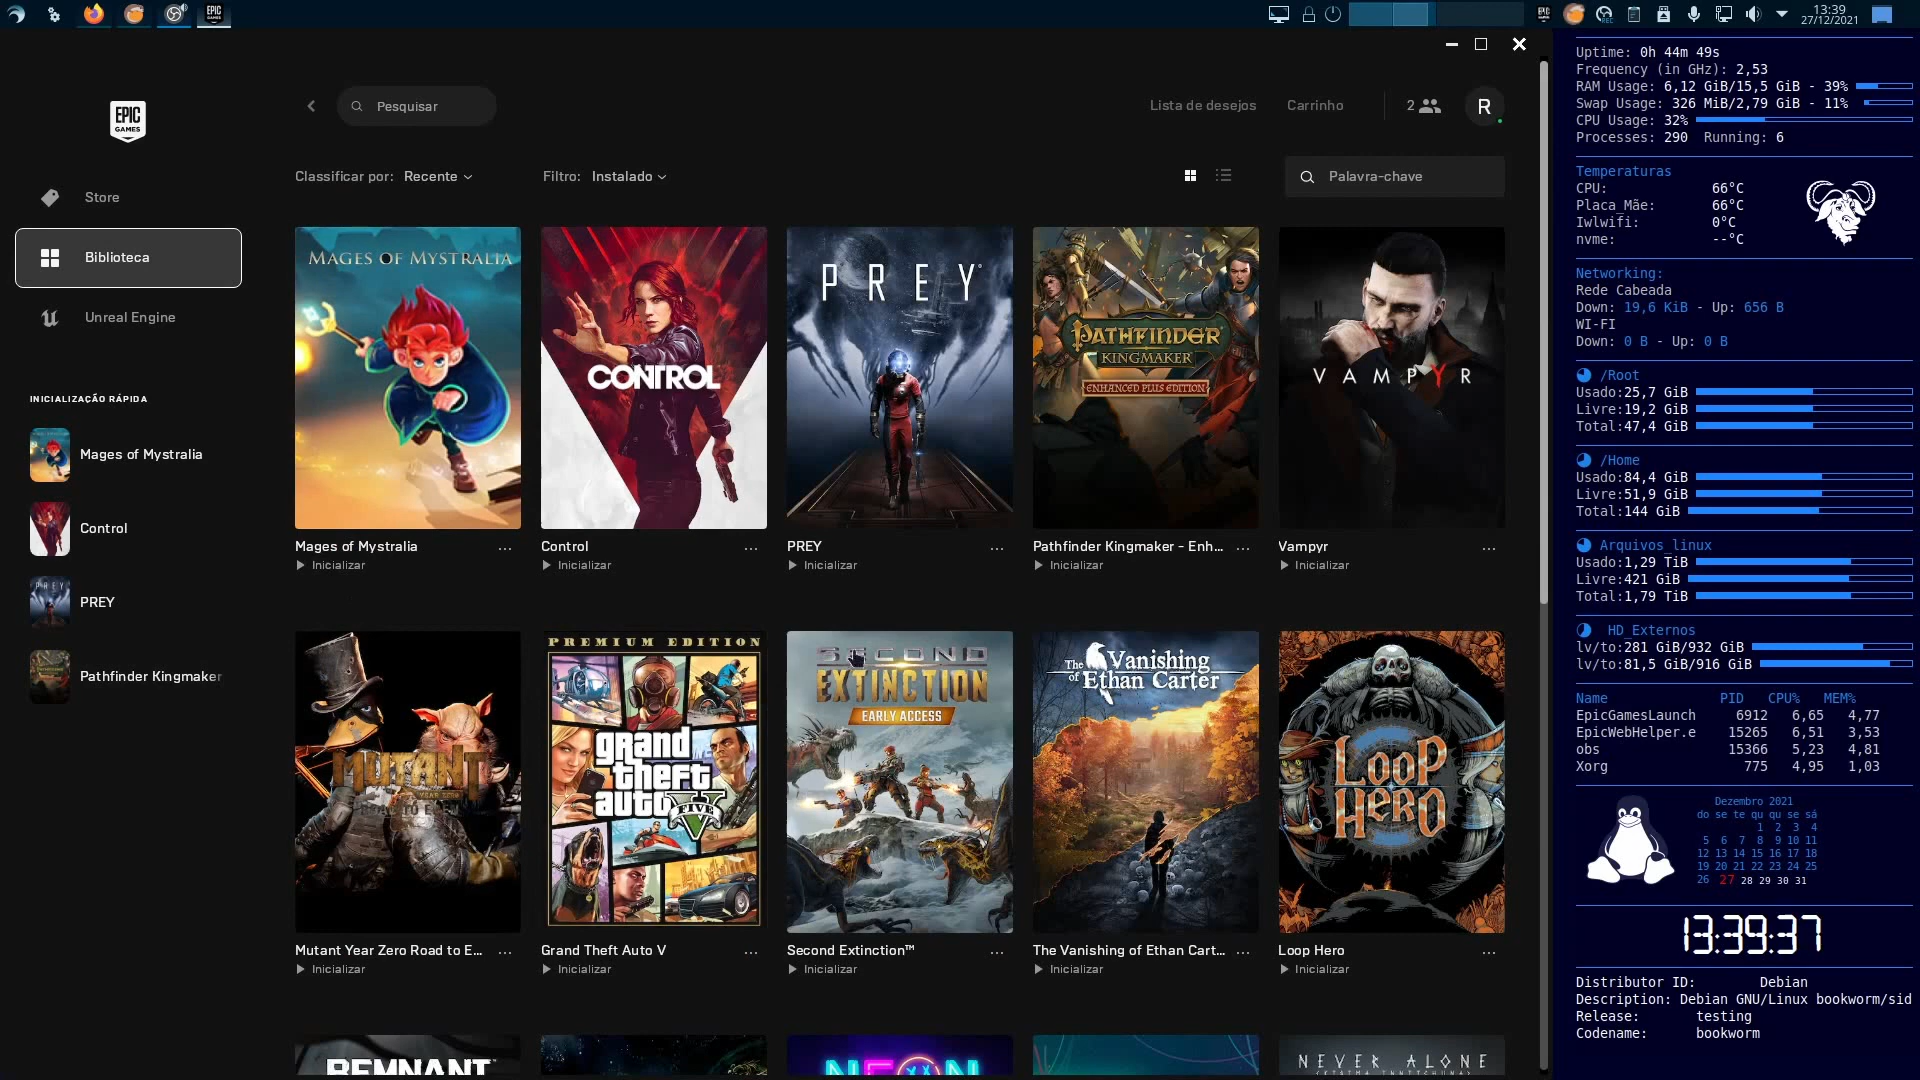 EPIC GAMES
13:39
27/12/2021
EPIC GAMES
Pesquisar
Lista de desejos
Carrinho
2
R
Classificar por: Recente
Filtro: Instalado
Palavra-chave
Store
Biblioteca
Unreal Engine
INICIALIZAÇÃO RÁPIDA
Mages of Mystralia
Control
PREY
Pathfinder Kingmaker
MAGES OF MYSTRALIA
CONTROL
PREY
PATHFINDER
KINGMAKER
ENHANCED PLUS EDITION
VAMPYR
Mages of Mystralia ...
Inicializar
Control ...
Inicializar
PREY ...
Inicializar
Pathfinder Kingmaker - Enh... ...
Inicializar
Vampyr ...
Inicializar
MUTANT
YEAR ZERO
ROAD TO EDEN
PREMIUM EDITION
grand
theft
auto
FIVE
SECOND
EXTINCTION
EARLY ACCESS
The Vanishing
of Ethan Carter
LOOP
HERO
Mutant Year Zero Road to E... ...
Inicializar
Grand Theft Auto V ...
Inicializar
Second Extinction™ ...
Inicializar
The Vanishing of Ethan Cart... ...
Inicializar
Loop Hero ...
Inicializar
REMNANT
NEON
NEVER ALONE
Uptime: 0h 44m 49s
Frequency (in GHz): 2,53
RAM Usage: 6,12 GiB/15,5 GiB - 39%
Swap Usage: 326 MiB/2,79 GiB - 11%
CPU Usage: 32%
Processes: 290 Running: 6
Temperaturas
CPU: 66°C
Placa_Mãe: 66°C
Iwlwifi: 0°C
nvme: --°C
Networking:
Rede Cabeada
Down: 19,6 KiB - Up: 656 B
WI-FI
Down: 0 B - Up: 0 B
/Root
Usado:25,7 GiB
Livre:19,2 GiB
Total:47,4 GiB
/Home
Usado:84,4 GiB
Livre:51,9 GiB
Total:144 GiB
Arquivos_linux
Usado:1,29 TiB
Livre:421 GiB
Total:1,79 TiB
HD_Externos
lv/to:281 GiB/932 GiB
lv/to:81,5 GiB/916 GiB
Name PID CPU% MEM%
EpicGamesLaunch 6912 6,65 4,77
EpicWebHelper.e 15265 6,51 3,53
obs 15366 5,23 4,81
Xorg 775 4,95 1,03
Dezembro 2021
do se te qu qu se sá
1 2 3 4
5 6 7 8 9 10 11
12 13 14 15 16 17 18
19 20 21 22 23 24 25
26 27 28 29 30 31
13:39:37
Distributor ID: Debian
Description: Debian GNU/Linux bookworm/sid
Release: testing
Codename: bookworm